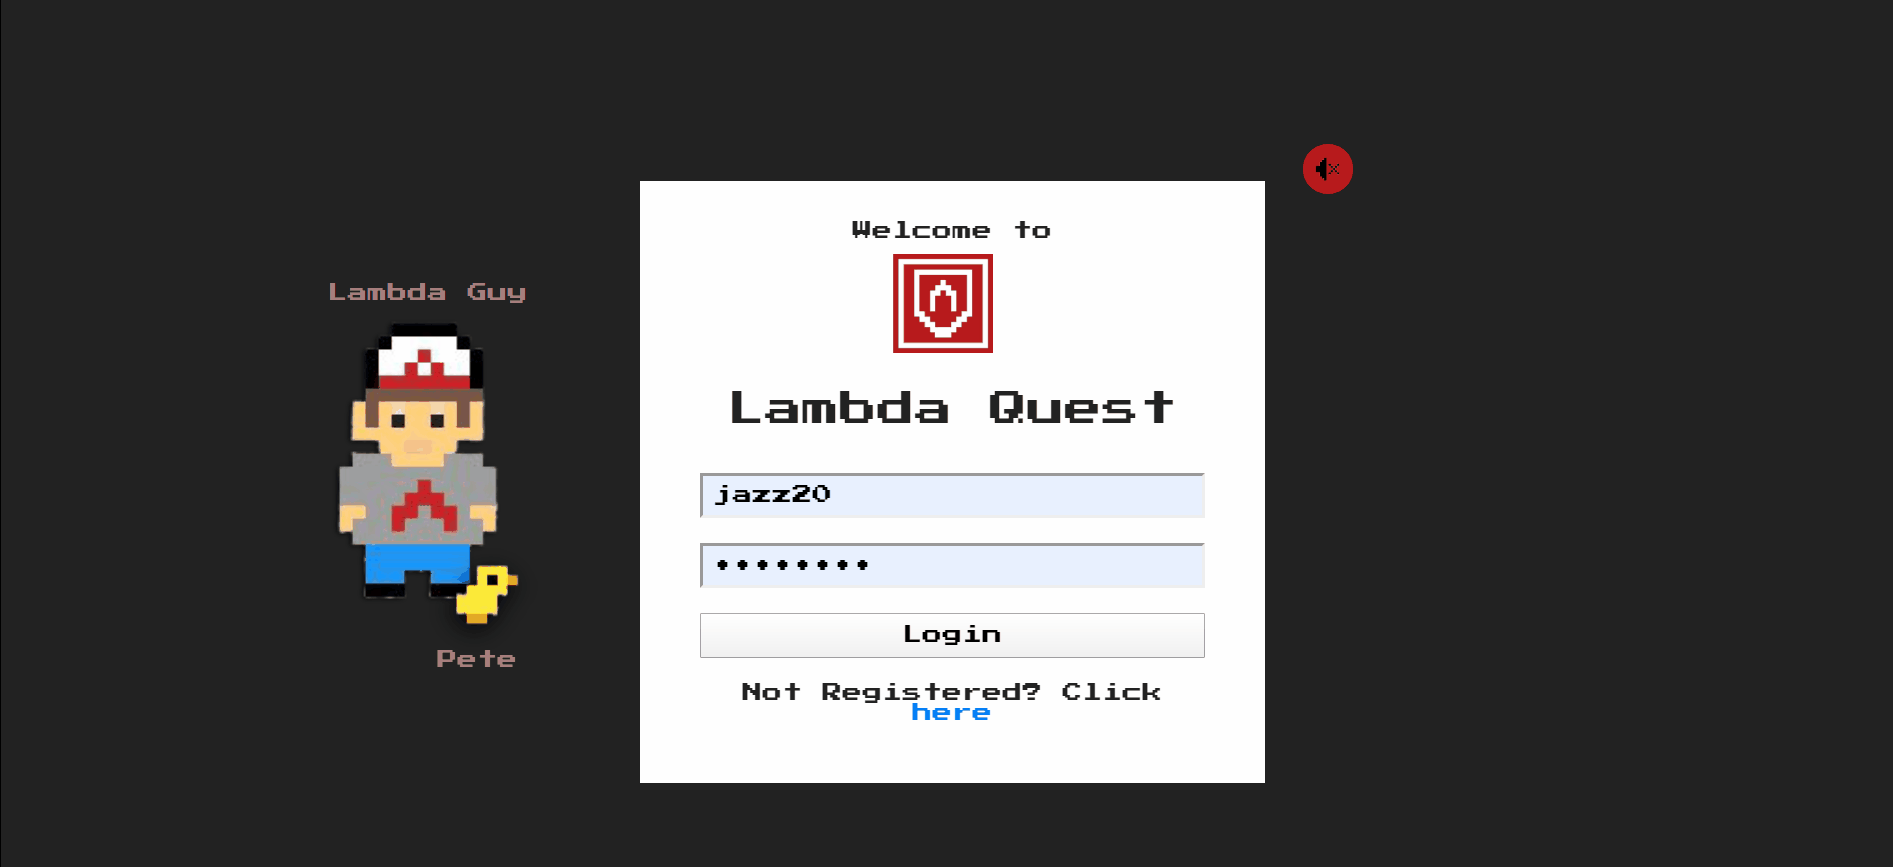 Welcome to
Lambda Guy
Lambda Quest
jazz20
••••••••
Login
Pete
Not Registered? Click
here